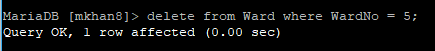 MariaDB [mkhan8]> delete from Ward where WardNo = 5;
Query OK, 1 row affected (0.00 sec)